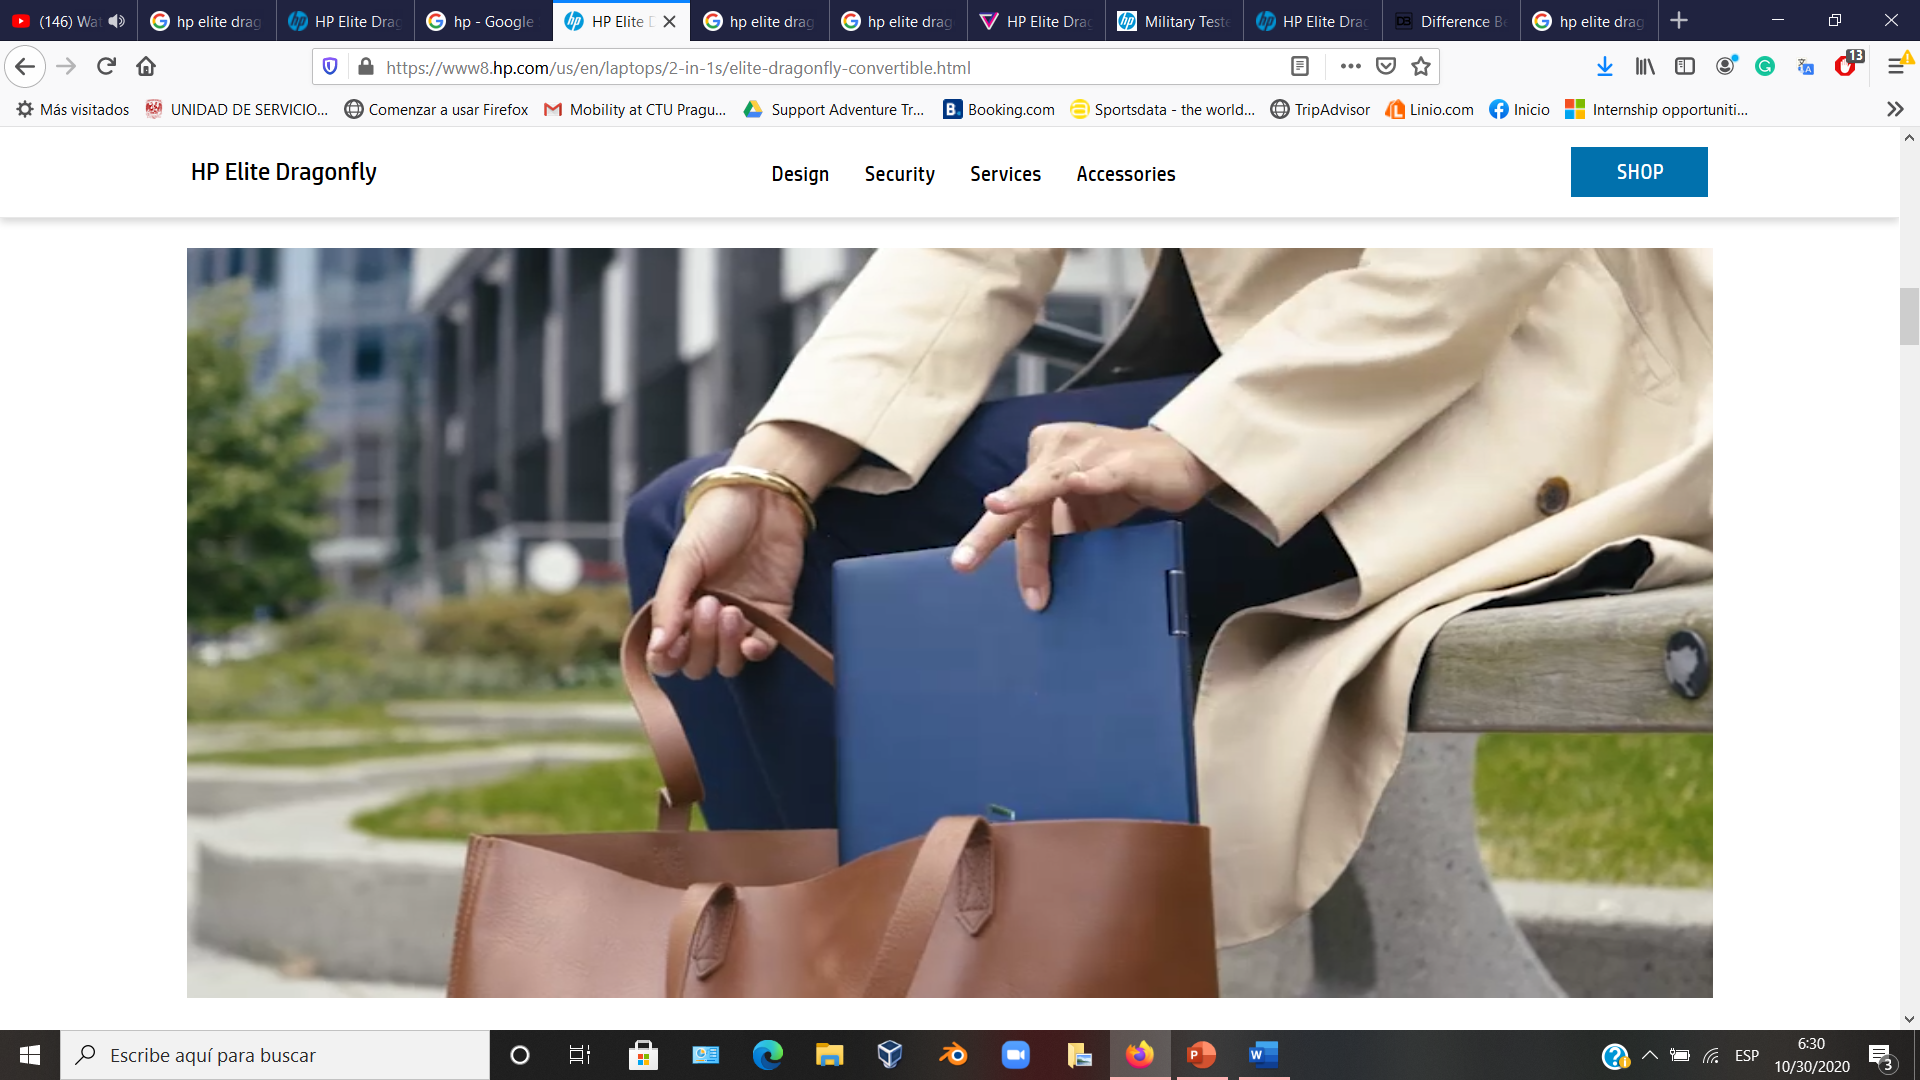 (146) Wat
hp elite drag
HP Elite Drag
hp - Google
HP Elite D
hp elite drag
hp elite drag
HP Elite Drag
Military Teste
HP Elite Drag
Difference Be
hp elite drag
https://www8.hp.com/us/en/laptops/2-in-1s/elite-dragonfly-convertible.html
13
Más visitados
UNIDAD DE SERVICIO...
Comenzar a usar Firefox
Mobility at CTU Pragu...
Support Adventure Tr...
Booking.com
Sportsdata - the world...
TripAdvisor
Linio.com
Inicio
Internship opportuniti...
HP Elite Dragonfly
Design
Security
Services
Accessories
SHOP
Escribe aquí para buscar
ESP
6:30
10/30/2020
3